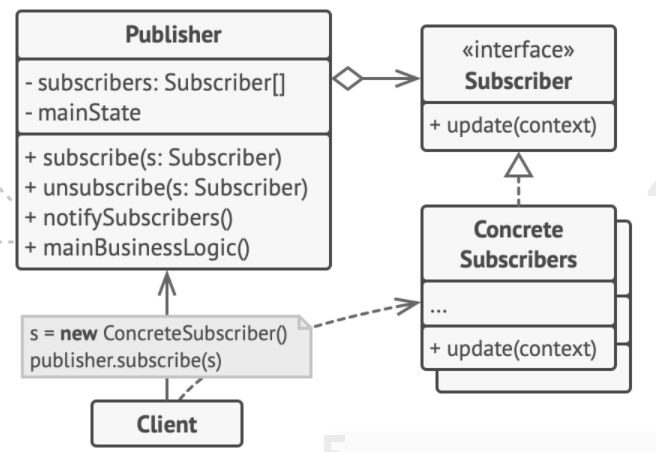 Publisher
- subscribers: Subscriber[]
- mainState
+ subscribe(s: Subscriber)
+ unsubscribe(s: Subscriber)
+ notifySubscribers()
+ mainBusinessLogic()
«interface»
Subscriber
+ update(context)
Concrete
Subscribers
...
+ update(context)
s = new ConcreteSubscriber()
publisher.subscribe(s)
Client